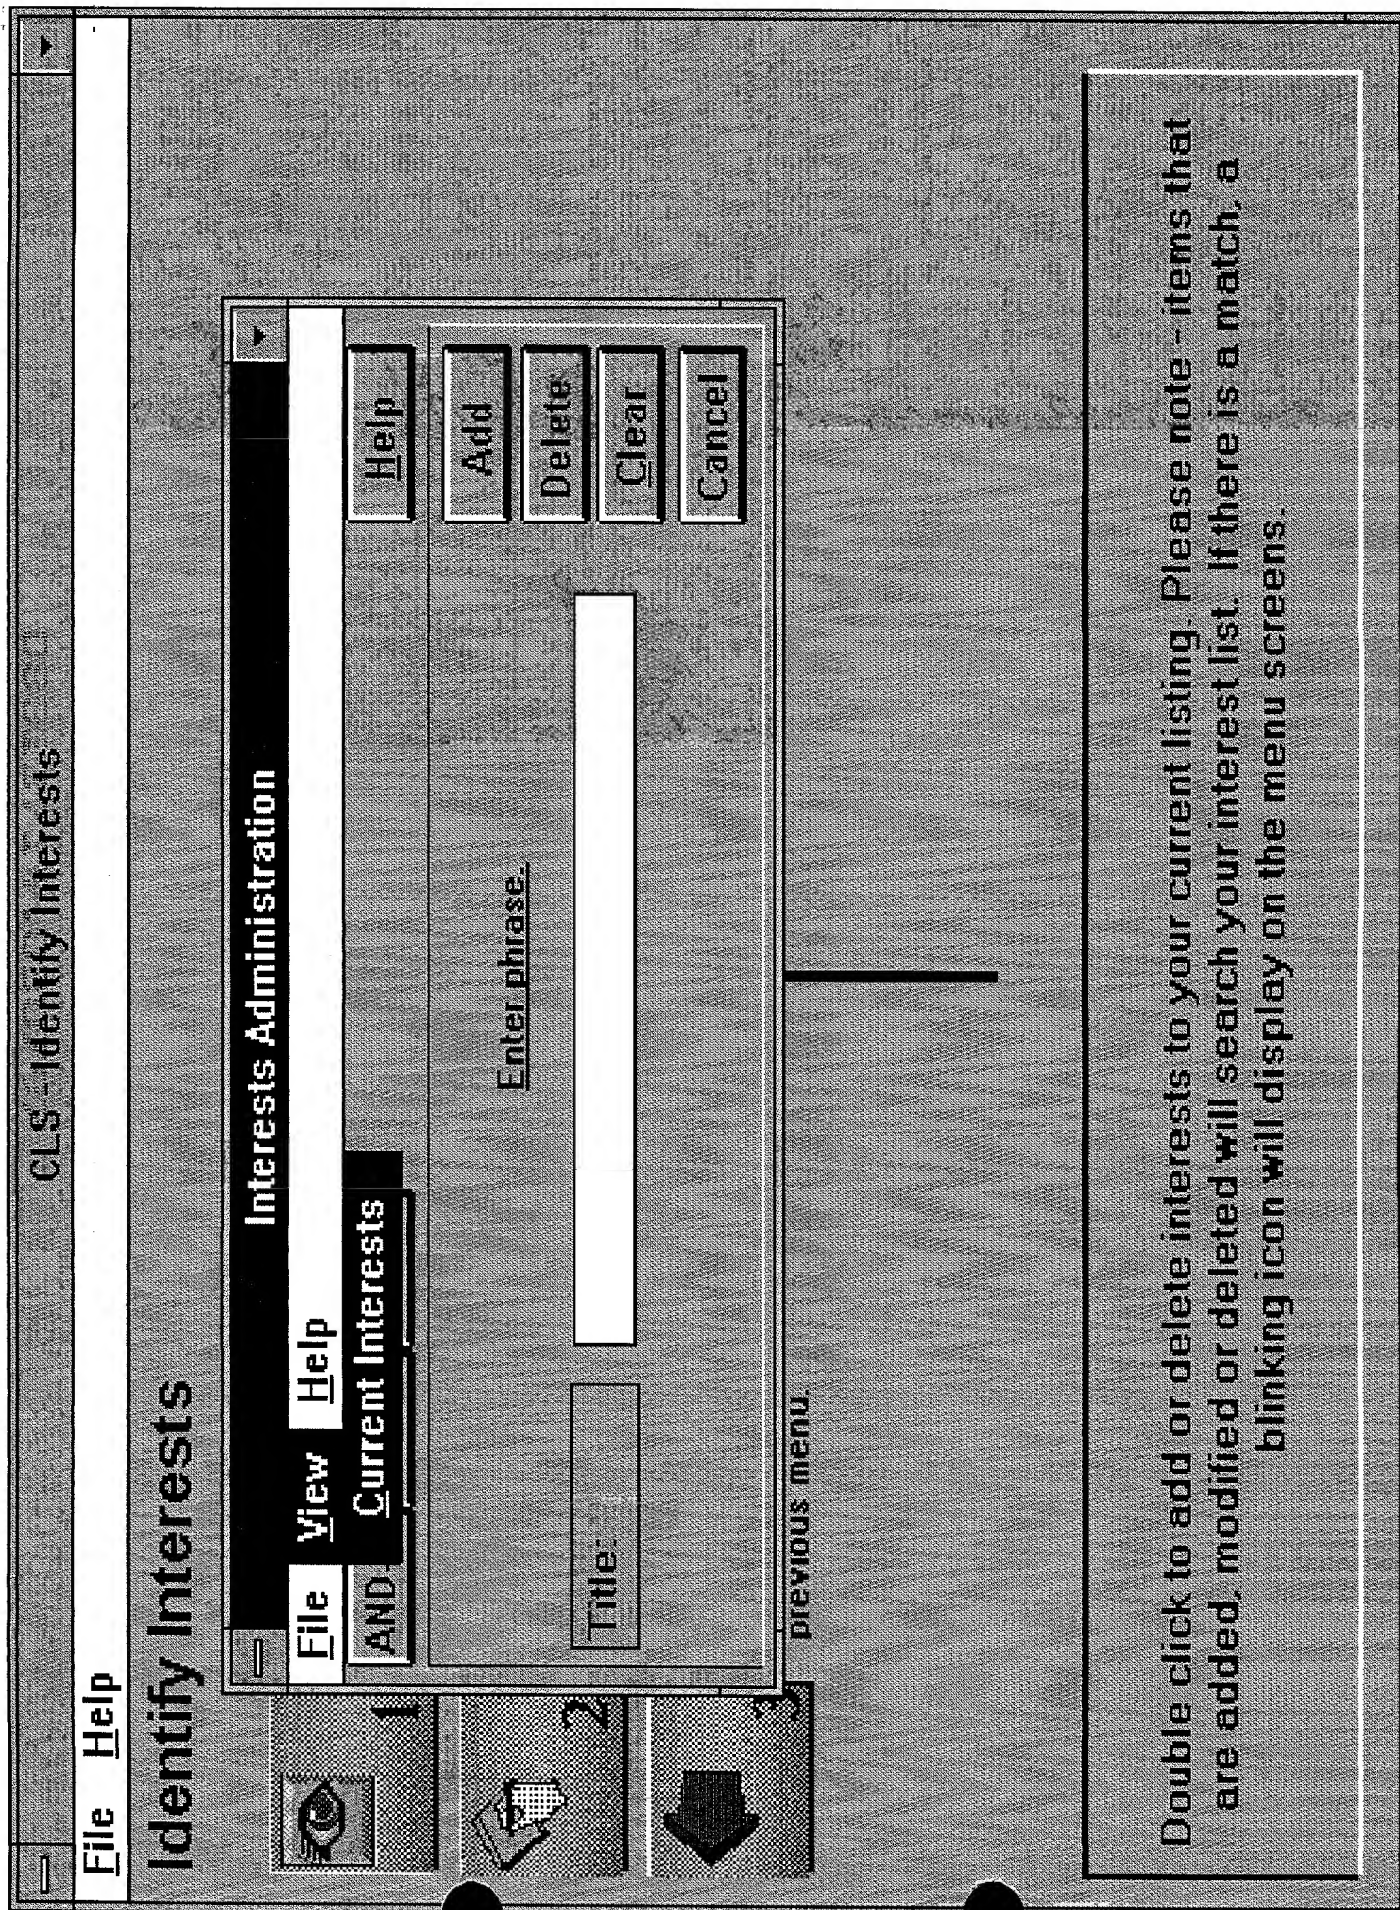 CLS - Identify Interests
File Help
Identify Interests
Interests Administration
File View Help
AND
Current Interests
Help
Enter phrase.
Add
Title:
Delete
Clear
Cancel
1
2
3
previous menu.
Double click to add or delete interests to your current listing. Please note - items that
are added, modified or deleted will search your interest list. If there is a match, a
blinking icon will display on the menu screens.